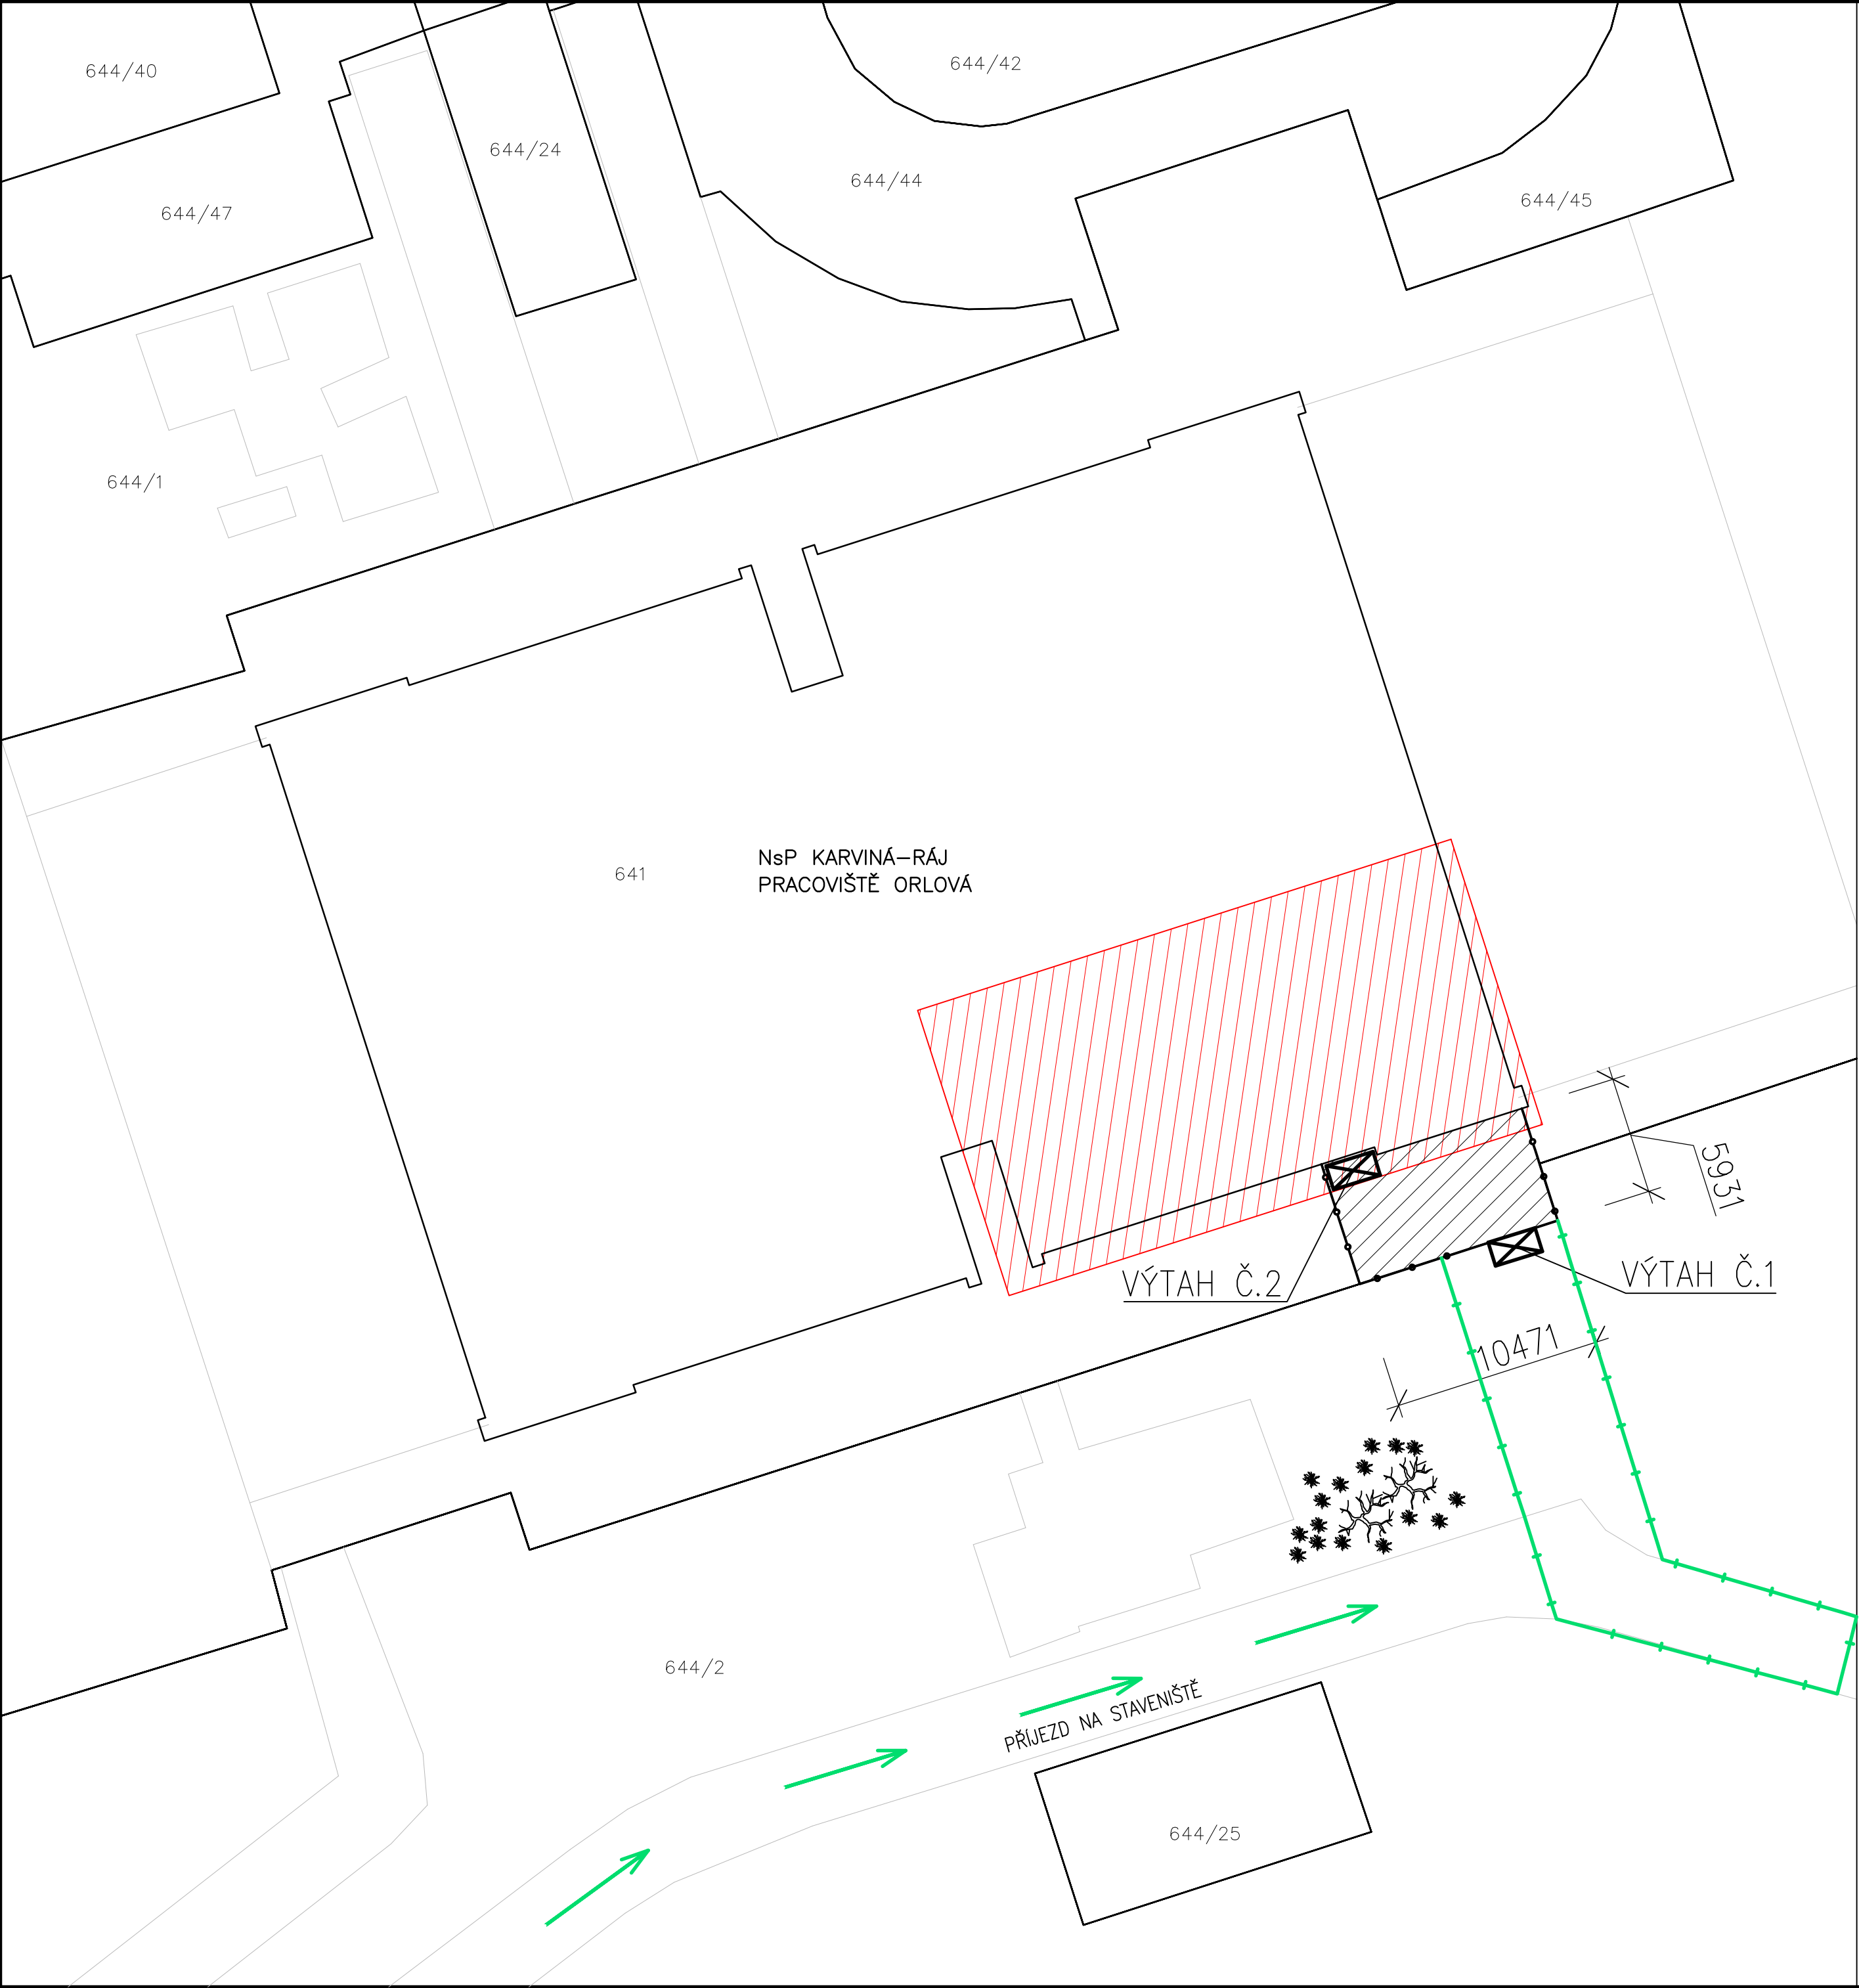 644/42
644/40
644/24
644/44
644/45
644/47
644/1
NsP KARVINÁ-RÁJ
PRACOVIŠTĚ ORLOVÁ
641
5931
VÝTAH Č.2
VÝTAH Č.1
10471
644/2
PŘÍJEZD NA STAVENIŠTĚ
644/25